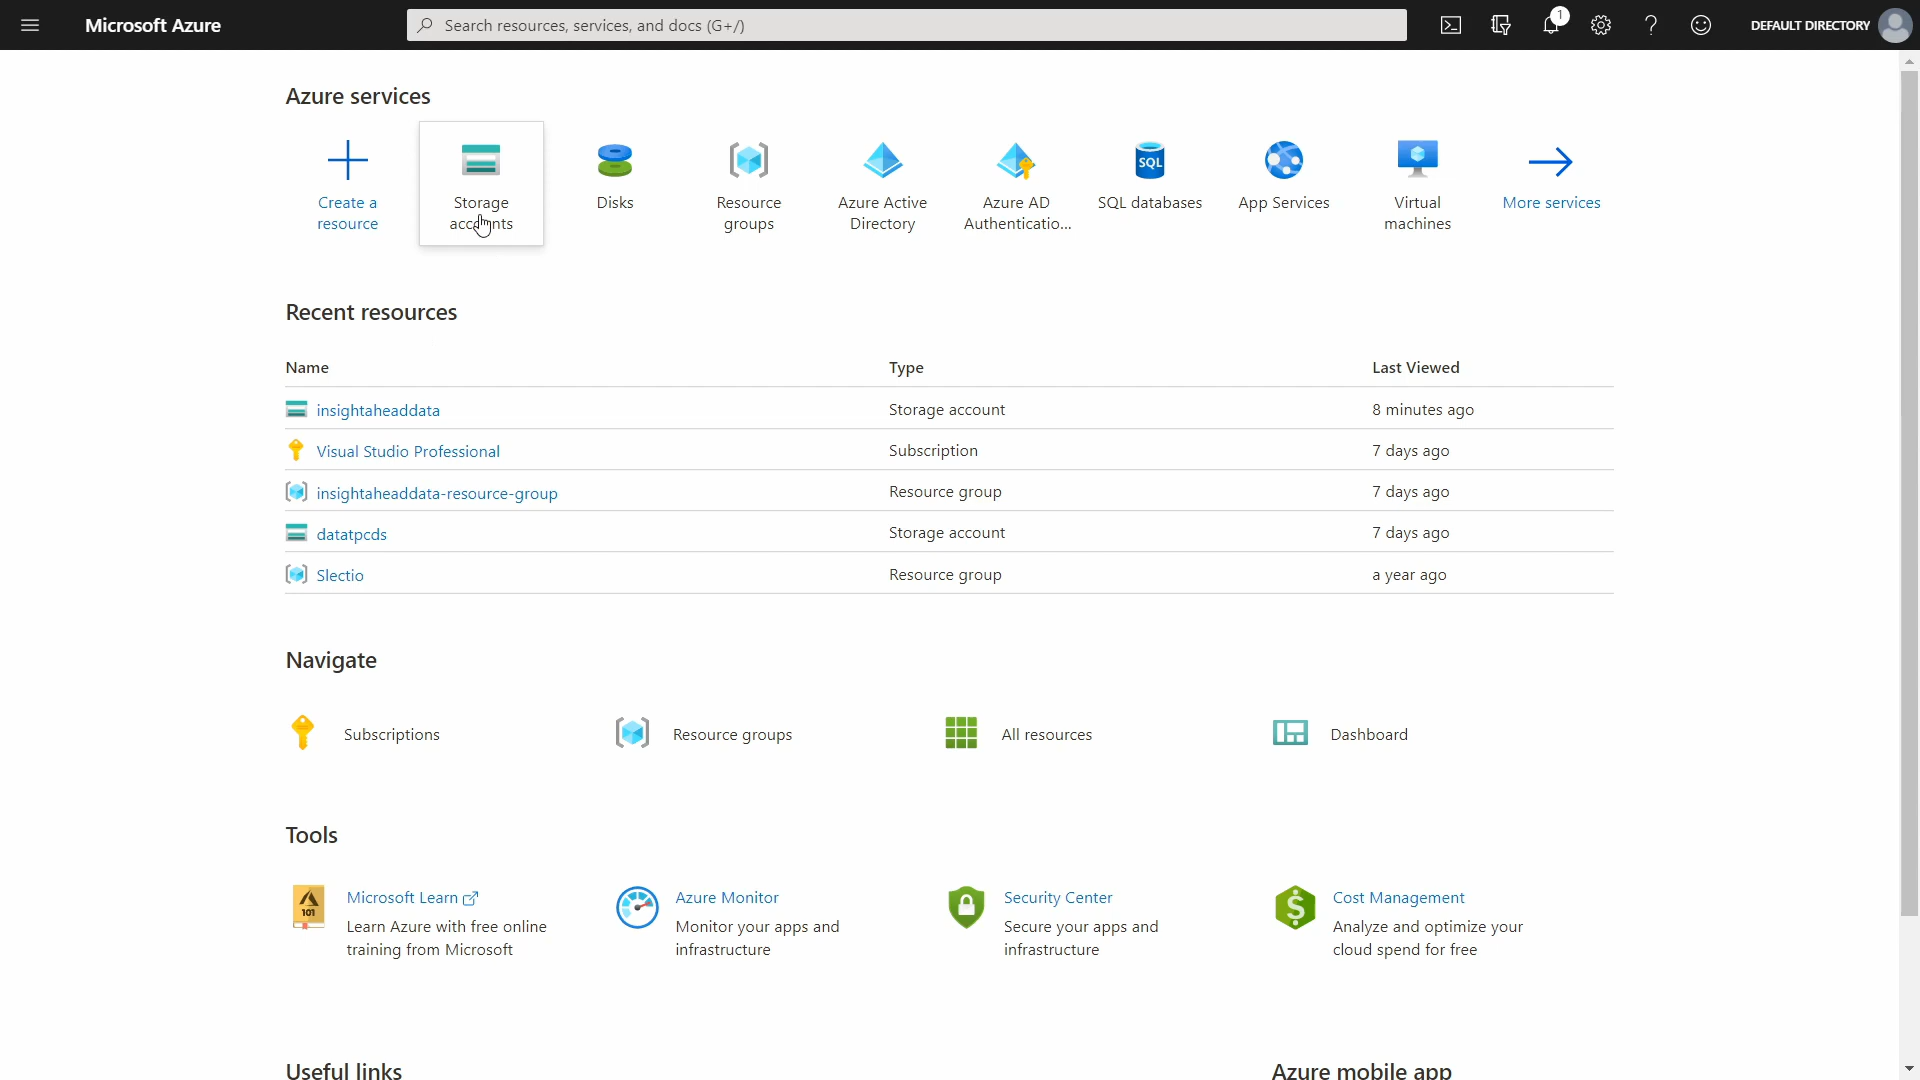 Microsoft Azure
Search resources, services, and docs (G+/)
1
DEFAULT DIRECTORY
Azure services
Create a
resource
Storage
accounts
Disks
Resource
groups
Azure Active
Directory
Azure AD
Authenticatio...
SQL
SQL databases
App Services
Virtual
machines
More services
Recent resources
Name Type Last Viewed
insightaheaddata Storage account 8 minutes ago
Visual Studio Professional Subscription 7 days ago
insightaheaddata-resource-group Resource group 7 days ago
datatpcds Storage account 7 days ago
Slectio Resource group a year ago
Navigate
Subscriptions Resource groups All resources Dashboard
Tools
101
Microsoft Learn
Learn Azure with free online
training from Microsoft
Azure Monitor
Monitor your apps and
infrastructure
Security Center
Secure your apps and
infrastructure
$
Cost Management
Analyze and optimize your
cloud spend for free
Useful links Azure mobile app